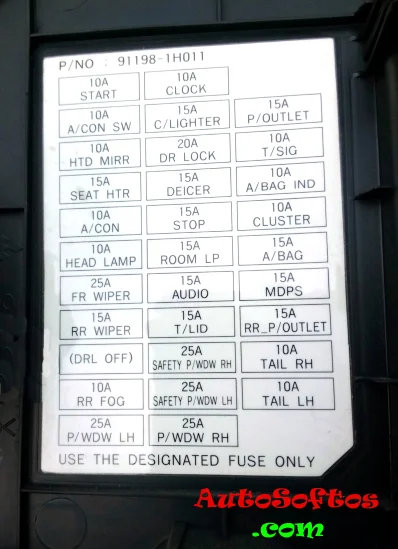 P/NO : 91198-1H011
10A 10A
START CLOCK
10A 15A 15A
A/CON SW C/LIGHTER P/OUTLET
10A 20A 10A
HTD MIRR DR LOCK T/SIG
15A 15A 10A
SEAT HTR DEICER A/BAG IND
10A 15A 10A
A/CON STOP CLUSTER
10A 15A 15A
HEAD LAMP ROOM LP A/BAG
25A 15A 15A
FR WIPER AUDIO MDPS
15A 15A 15A
RR WIPER T/LID RR_P/OUTLET
(DRL OFF) 25A 10A
SAFETY P/WDW RH TAIL RH
10A 25A 10A
RR FOG SAFETY P/WDW LH TAIL LH
25A 25A
P/WDW LH P/WDW RH
USE THE DESIGNATED FUSE ONLY
AutoSoftos
.com